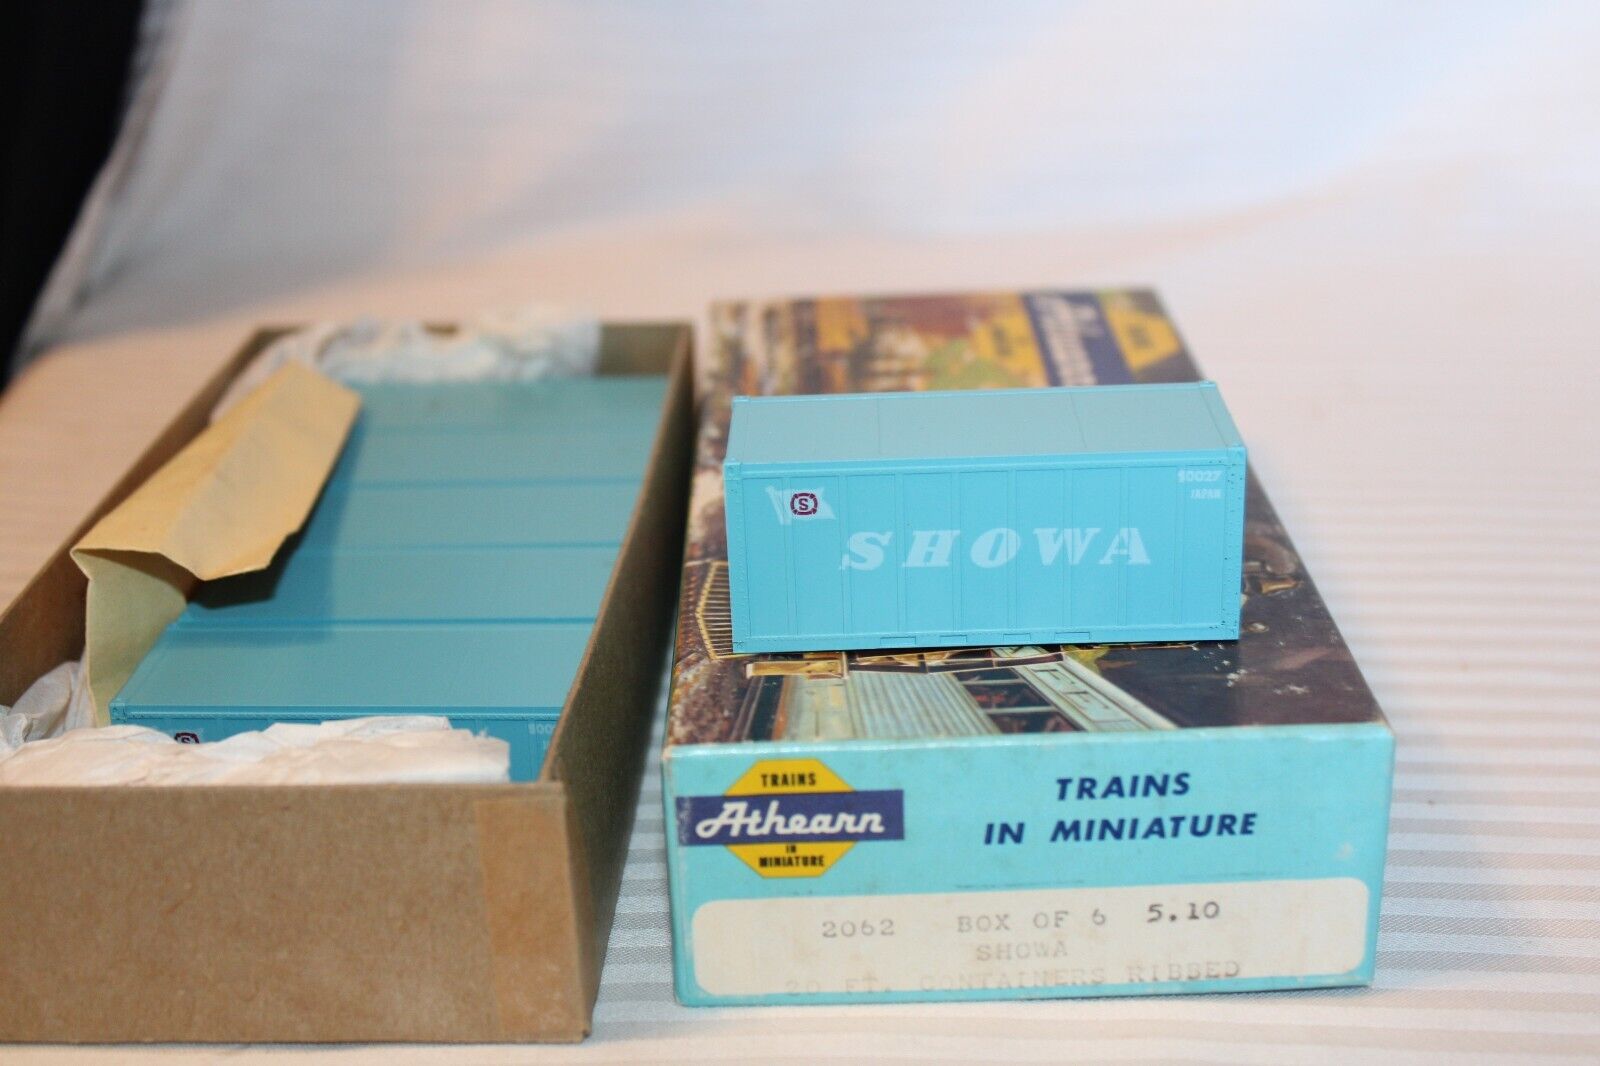 Athearn
S
S0027
JAPAN
SHOWA
S
TRAINS
Athearn
IN
MINIATURE
TRAINS
IN MINIATURE
2062 BOX OF 6 5.10
SHOWA
20 FT. CONTAINERS RIBBED